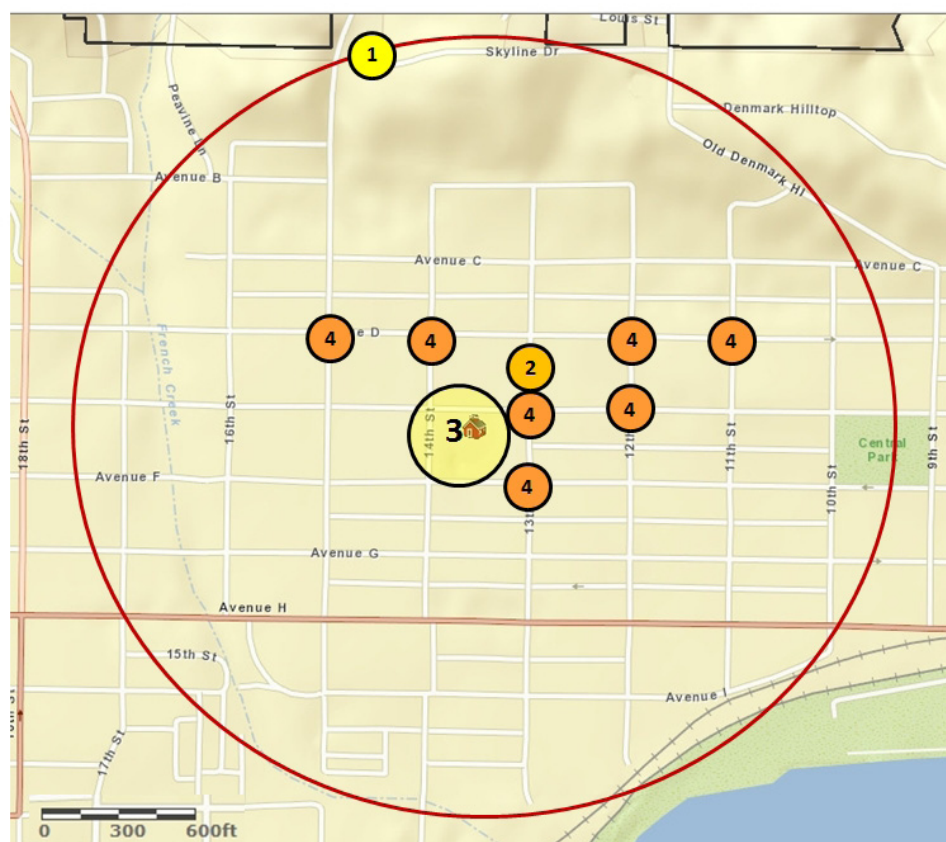 Louis St
1
Skyline Dr
Peavine Ln
Denmark Hilltop
Old Denmark Hl
Avenue B
Avenue C
Avenue C
4
e D
4
4
4
2
4
4
French Creek
18th St
16th St
14th St
3
12th
11th St
Central
Park
10th St
9th St
Avenue F
4
13th
Avenue G
Avenue H
15th St
Avenue I
17th St
0 300 600ft